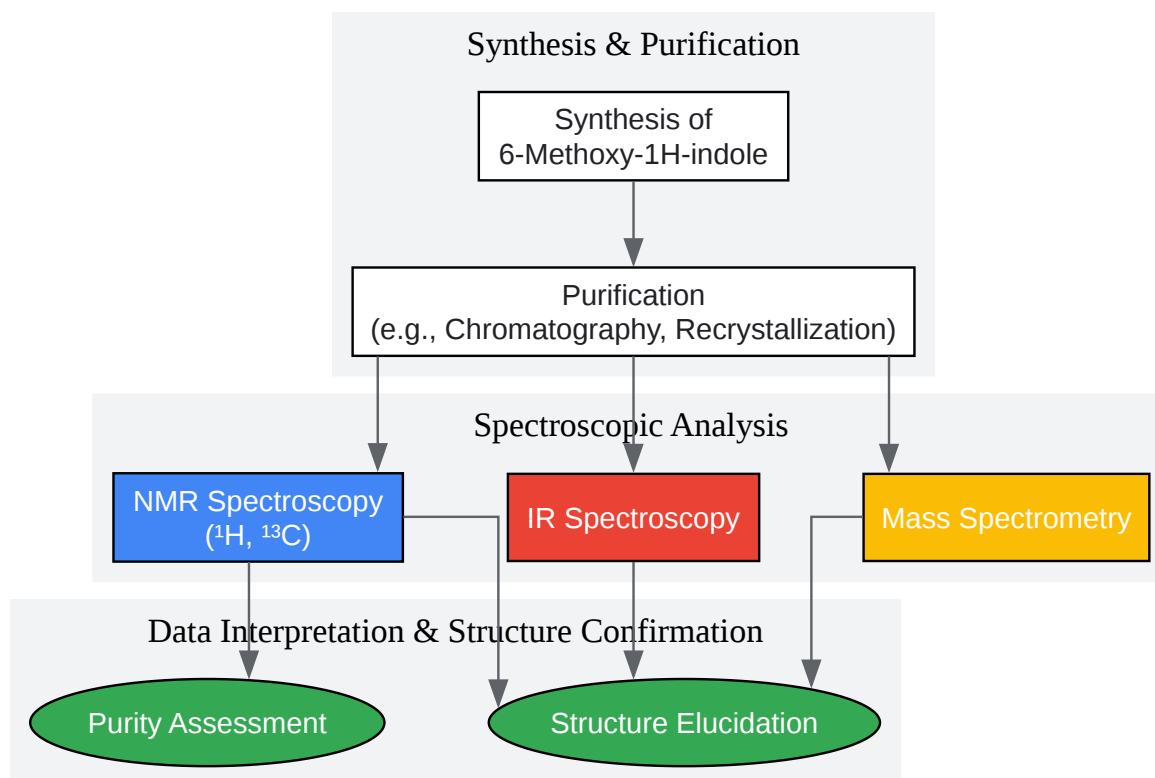 Synthesis & Purification
Synthesis of
6-Methoxy-1H-indole
Purification
(e.g., Chromatography, Recrystallization)
Spectroscopic Analysis
NMR Spectroscopy
(¹H, ¹³C)
IR Spectroscopy
Mass Spectrometry
Data Interpretation & Structure Confirmation
Purity Assessment
Structure Elucidation